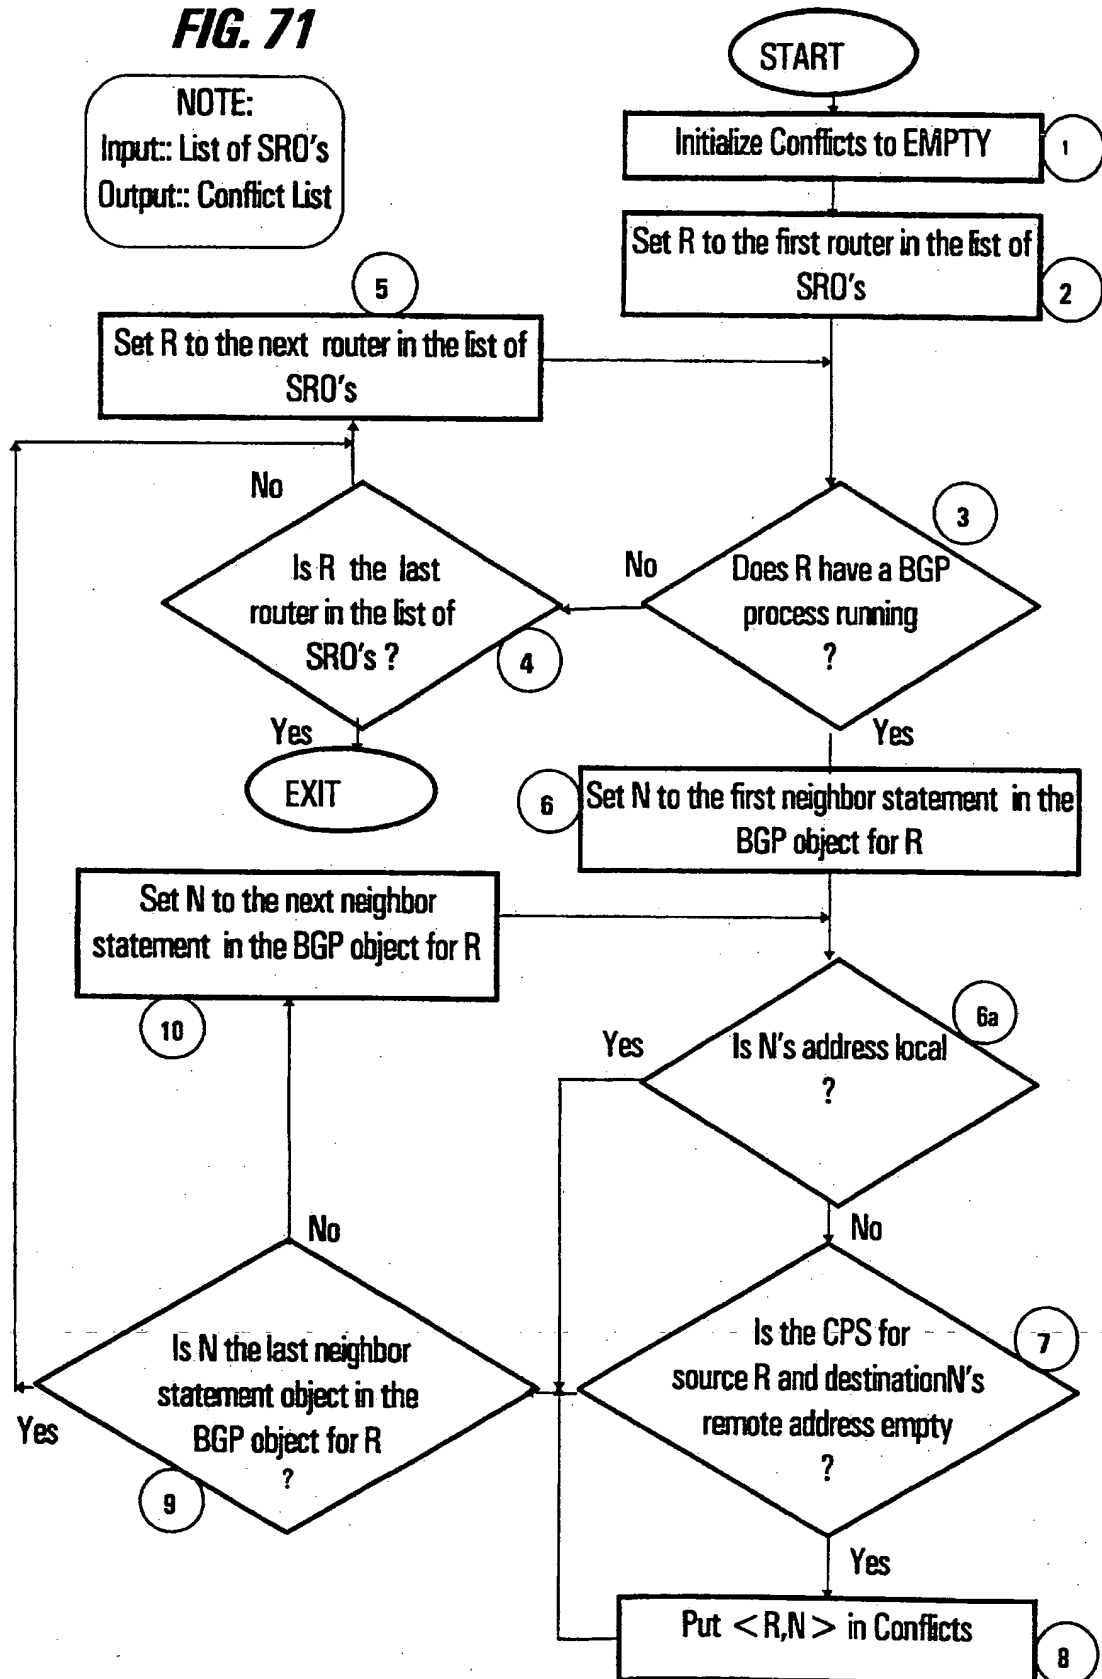 FIG. 71
START
NOTE:
Input:: List of SRO's
Output:: Conflict List
Initialize Conflicts to EMPTY
1
Set R to the first router in the list of
SRO's
2
5
Set R to the next router in the list of
SRO's
No
3
Is R the last
router in the list of
SRO's ?
4
No
Does R have a BGP
process running
?
Yes
EXIT
Yes
6
Set N to the first neighbor statement in the
BGP object for R
Set N to the next neighbor
statement in the BGP object for R
10
6a
Yes
Is N's address local
?
No
No
Is N the last neighbor
statement object in the
BGP object for R
?
Yes
9
7
Is the CPS for
source R and destinationN's
remote address empty
?
Yes
Put <R,N> in Conflicts
8